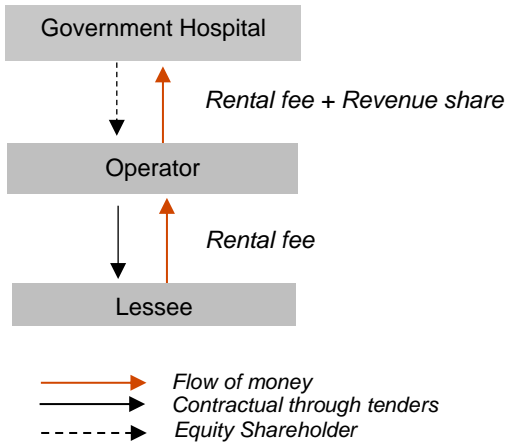 Government Hospital
Rental fee + Revenue share
Operator
Rental fee
Lessee
Flow of money
Contractual through tenders
Equity Shareholder